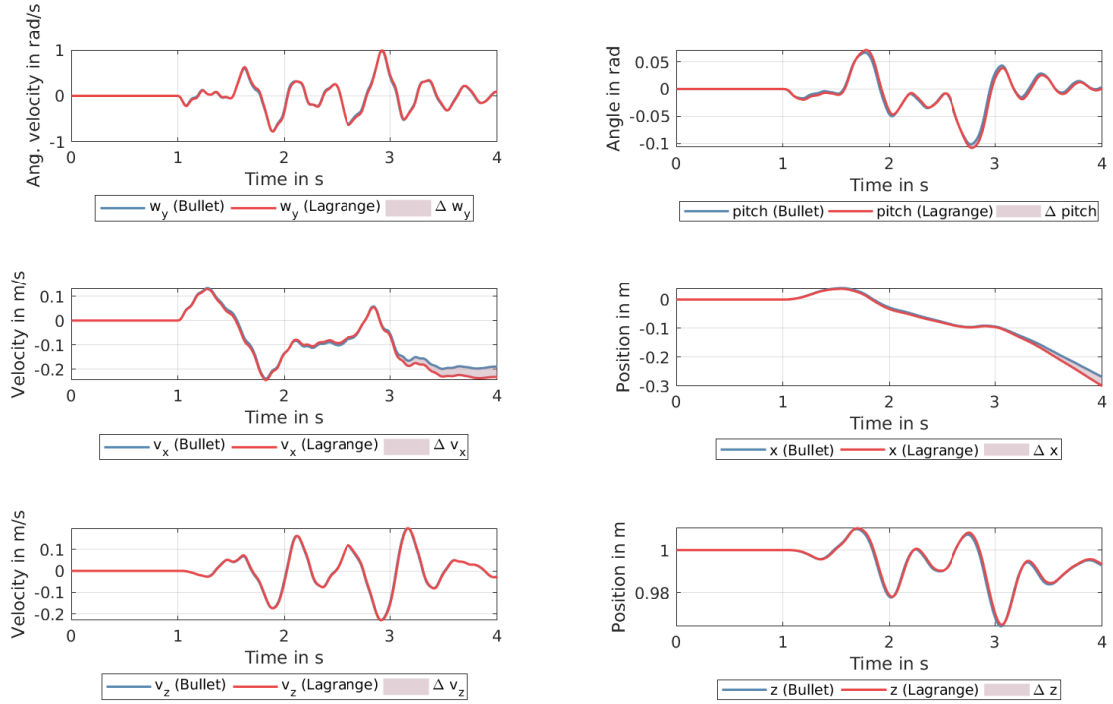 Ang. velocity in rad/s
1
0
-1
0 1 2 3 4
Time in s
w_y (Bullet) w_y (Lagrange) Δ w_y
Angle in rad
0.05
0
-0.05
-0.1
0 1 2 3 4
Time in s
pitch (Bullet) pitch (Lagrange) Δ pitch
Velocity in m/s
0.1
0
-0.2
0 1 2 3 4
Time in s
v_x (Bullet) v_x (Lagrange) Δ v_x
Position in m
0
-0.1
-0.2
-0.3
0 1 2 3 4
Time in s
x (Bullet) x (Lagrange) Δ x
Velocity in m/s
0.1
0
-0.2
0 1 2 3 4
Time in s
v_z (Bullet) v_z (Lagrange) Δ v_z
Position in m
1
0.98
0 1 2 3 4
Time in s
z (Bullet) z (Lagrange) Δ z